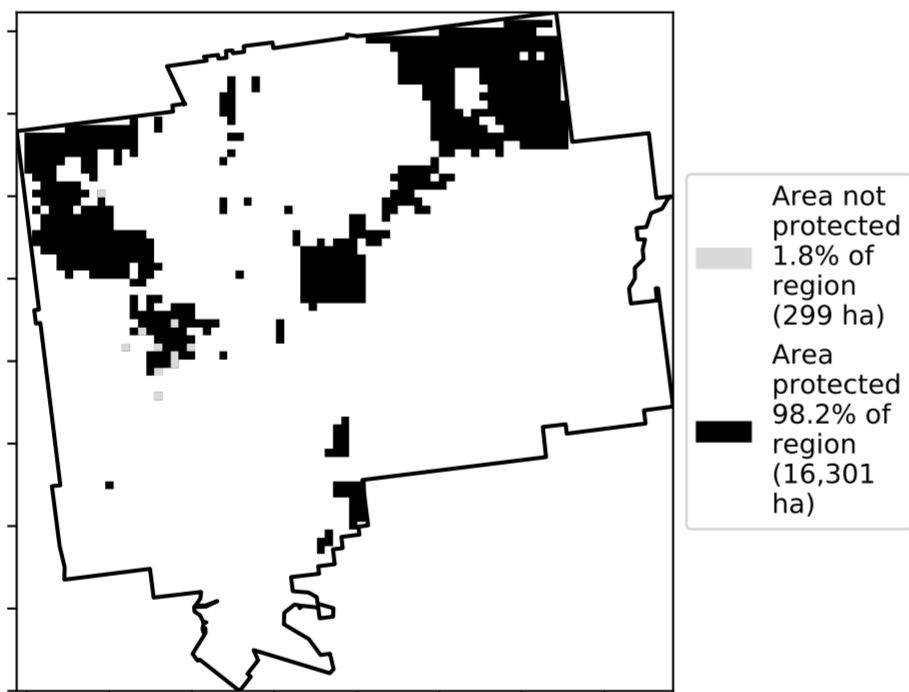 Area not
protected
1.8% of
region
(299 ha)
Area
protected
98.2% of
region
(16,301
ha)